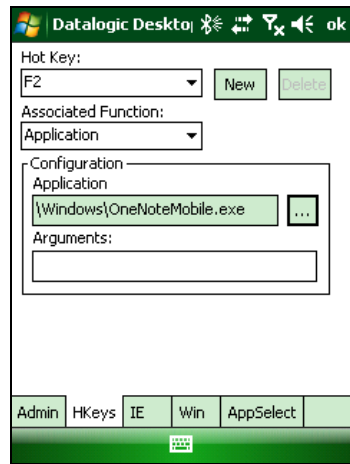 Datalogic Desktop ok
Hot Key:
F2 New Delete
Associated Function:
Application
Configuration
Application
\Windows\OneNoteMobile.exe ...
Arguments:
Admin HKeys IE Win AppSelect